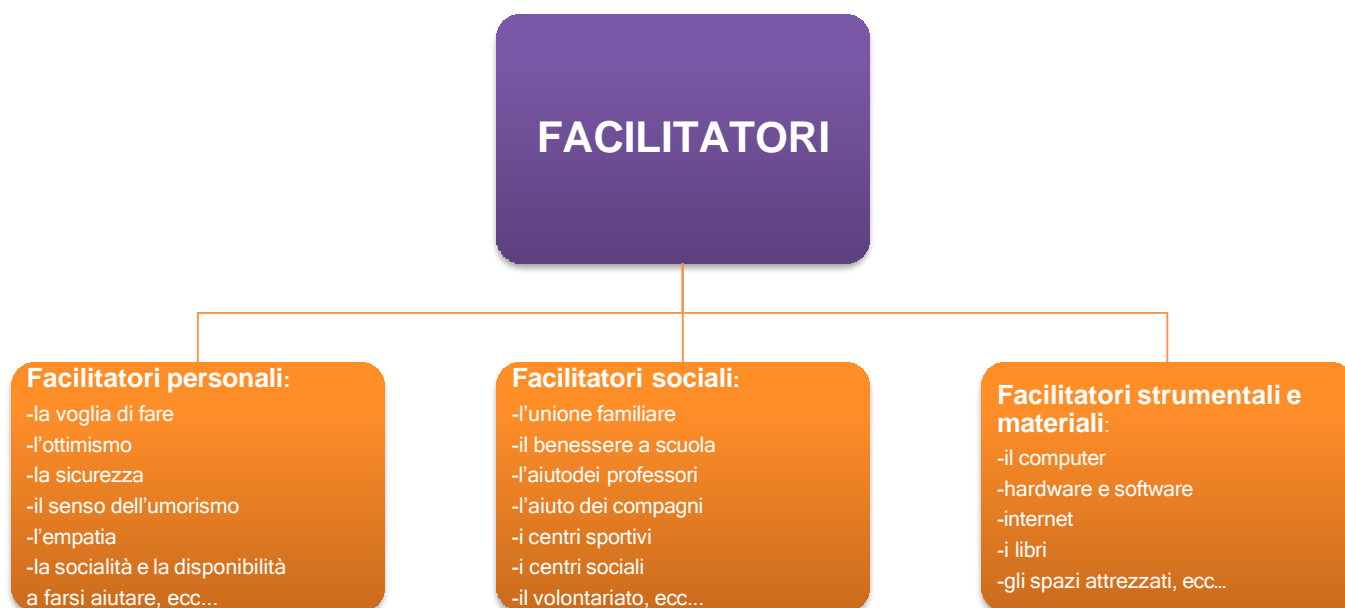 FACILITATORI
Facilitatori personali:
-la voglia di fare
-l'ottimismo
-la sicurezza
-il senso dell'umorismo
-l'empatia
-la socialità e la disponibilità
a farsi aiutare, ecc...
Facilitatori sociali:
-l'unione familiare
-il benessere a scuola
-l'aiutodei professori
-l'aiuto dei compagni
-i centri sportivi
-i centri sociali
-il volontariato, ecc...
Facilitatori strumentali e
materiali:
-il computer
-hardware e software
-internet
-i libri
-gli spazi attrezzati, ecc...